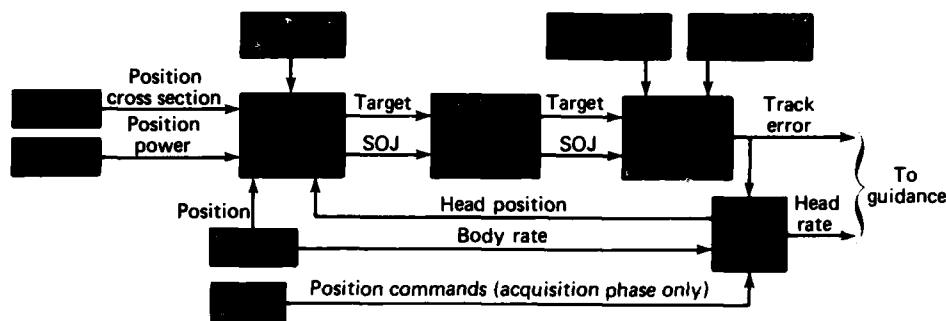 Position
cross section
Position
power
Target
SOJ
Target
SOJ
Track
error
To
guidance
Head position
Head
rate
Position
Body rate
Position commands (acquisition phase only)